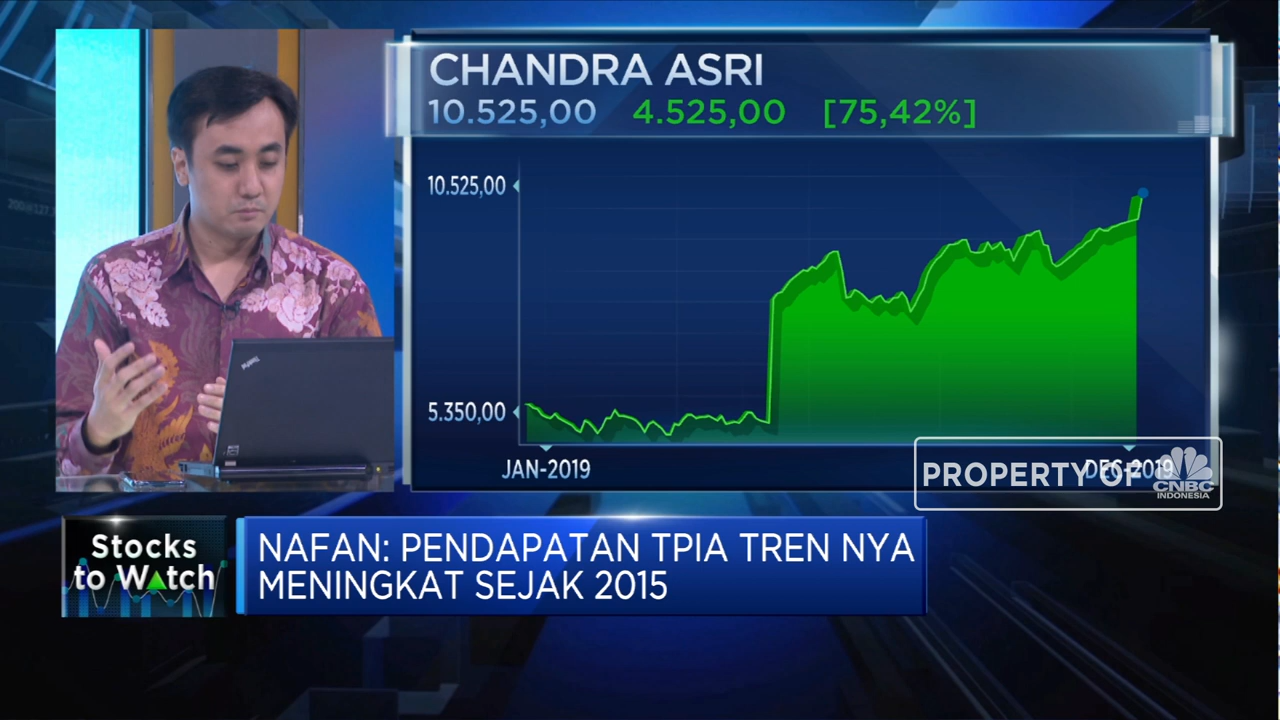 CHANDRA ASRI
10.525,00 4.525,00 [75,42%]
10.525,00
5.350,00
JAN-2019
DEC-2019
PROPERTY OF
CNBC
INDONESIA
Stocks
to Watch
NAFAN: PENDAPATAN TPIA TREN NYA
MENINGKAT SEJAK 2015